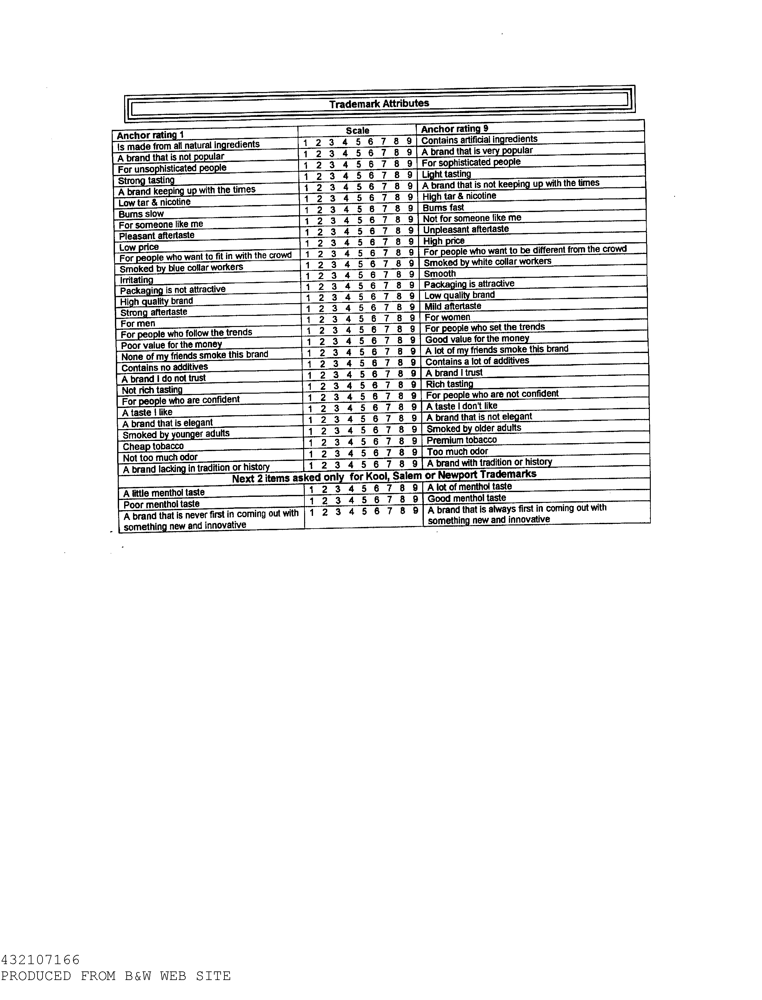 Trademark Attributes
Anchor rating 1 Scale Anchor rating 9
Is made from all natural ingredients 1 2 3 4 5 6 7 8 9 Contains artificial ingredients
A brand that is not popular 1 2 3 4 5 6 7 8 9 A brand that is very popular
For unsophisticated people 1 2 3 4 5 6 7 8 9 For sophisticated people
Strong tasting 1 2 3 4 5 6 7 8 9 Light tasting
A brand keeping up with the times 1 2 3 4 5 6 7 8 9 A brand that is not keeping up with the times
Low tar & nicotine 1 2 3 4 5 6 7 8 9 High tar & nicotine
Burns slow 1 2 3 4 5 6 7 8 9 Burns fast
For someone like me 1 2 3 4 5 6 7 8 9 Not for someone like me
Pleasant aftertaste 1 2 3 4 5 6 7 8 9 Unpleasant aftertaste
Low price 1 2 3 4 5 6 7 8 9 High price
For people who want to fit in with the crowd 1 2 3 4 5 6 7 8 9 For people who want to be different from the crowd
Smoked by blue collar workers 1 2 3 4 5 6 7 8 9 Smoked by white collar workers
Irritating 1 2 3 4 5 6 7 8 9 Smooth
Packaging is not attractive 1 2 3 4 5 6 7 8 9 Packaging is attractive
High quality brand 1 2 3 4 5 6 7 8 9 Low quality brand
Strong aftertaste 1 2 3 4 5 6 7 8 9 Mild aftertaste
For men 1 2 3 4 5 6 7 8 9 For women
For people who follow the trends 1 2 3 4 5 6 7 8 9 For people who set the trends
Poor value for the money 1 2 3 4 5 6 7 8 9 Good value for the money
None of my friends smoke this brand 1 2 3 4 5 6 7 8 9 A lot of my friends smoke this brand
Contains no additives 1 2 3 4 5 6 7 8 9 Contains a lot of additives
A brand I do not trust 1 2 3 4 5 6 7 8 9 A brand I trust
Not rich tasting 1 2 3 4 5 6 7 8 9 Rich tasting
For people who are confident 1 2 3 4 5 6 7 8 9 For people who are not confident
A taste I like 1 2 3 4 5 6 7 8 9 A taste I don't like
A brand that is elegant 1 2 3 4 5 6 7 8 9 A brand that is not elegant
Smoked by younger adults 1 2 3 4 5 6 7 8 9 Smoked by older adults
Cheap tobacco 1 2 3 4 5 6 7 8 9 Premium tobacco
Not too much odor 1 2 3 4 5 6 7 8 9 Too much odor
A brand lacking in tradition or history 1 2 3 4 5 6 7 8 9 A brand with tradition or history
Next 2 items asked only for Kool, Salem or Newport Trademarks
A little menthol taste 1 2 3 4 5 6 7 8 9 A lot of menthol taste
Poor menthol taste 1 2 3 4 5 6 7 8 9 Good menthol taste
A brand that is never first in coming out with 1 2 3 4 5 6 7 8 9 A brand that is always first in coming out with
something new and innovative something new and innovative
432107166
PRODUCED FROM B&W WEB SITE